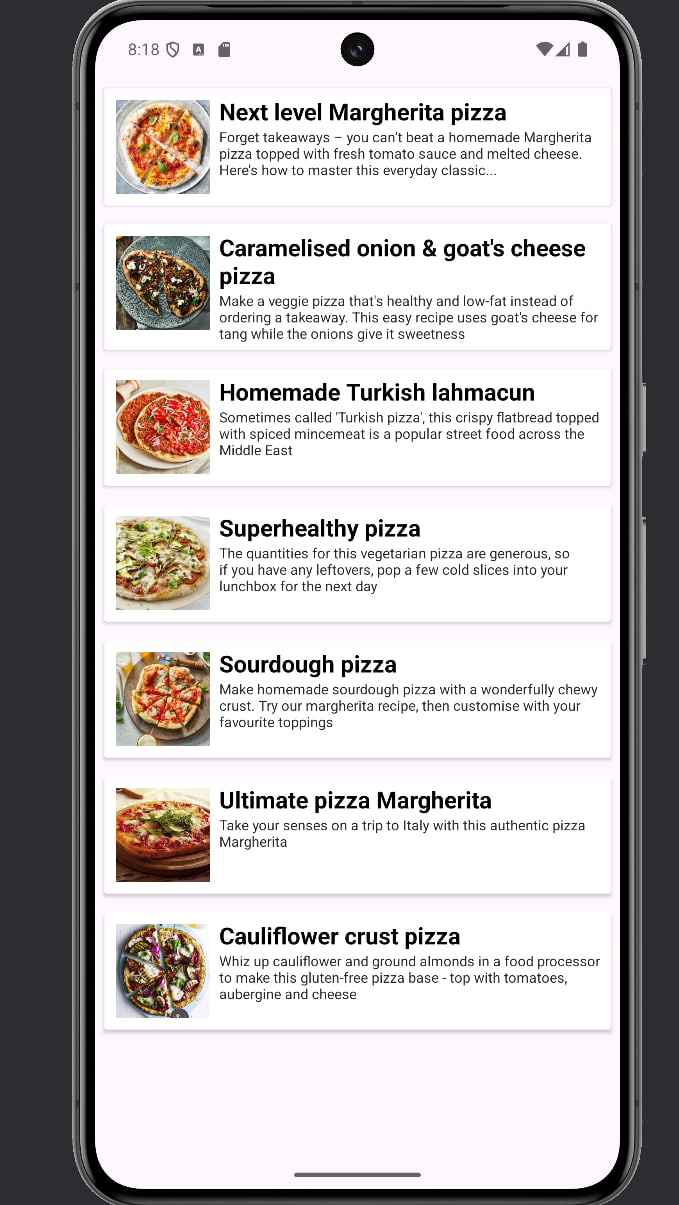 8:18
A
Next level Margherita pizza
Forget takeaways – you can't beat a homemade Margherita
pizza topped with fresh tomato sauce and melted cheese.
Here's how to master this everyday classic...
Caramelised onion & goat's cheese
pizza
Make a veggie pizza that's healthy and low-fat instead of
ordering a takeaway. This easy recipe uses goat's cheese for
tang while the onions give it sweetness
Homemade Turkish lahmacun
Sometimes called 'Turkish pizza', this crispy flatbread topped
with spiced mincemeat is a popular street food across the
Middle East
Superhealthy pizza
The quantities for this vegetarian pizza are generous, so
if you have any leftovers, pop a few cold slices into your
lunchbox for the next day
Sourdough pizza
Make homemade sourdough pizza with a wonderfully chewy
crust. Try our margherita recipe, then customise with your
favourite toppings
Ultimate pizza Margherita
Take your senses on a trip to Italy with this authentic pizza
Margherita
Cauliflower crust pizza
Whiz up cauliflower and ground almonds in a food processor
to make this gluten-free pizza base - top with tomatoes,
aubergine and cheese